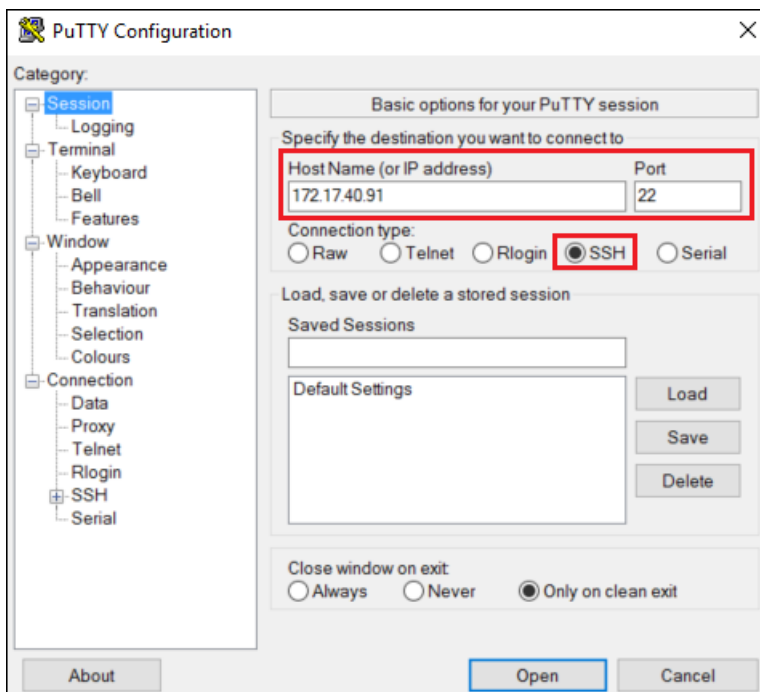 PuTTY Configuration
Category:
Session
Logging
Terminal
Keyboard
Bell
Features
Window
Appearance
Behaviour
Translation
Selection
Colours
Connection
Data
Proxy
Telnet
Rlogin
SSH
Serial
Basic options for your PuTTY session
Specify the destination you want to connect to
Host Name (or IP address) Port
172.17.40.91 22
Connection type:
Raw Telnet Rlogin SSH Serial
Load, save or delete a stored session
Saved Sessions
Default Settings
Load
Save
Delete
Close window on exit:
Always Never Only on clean exit
About Open Cancel